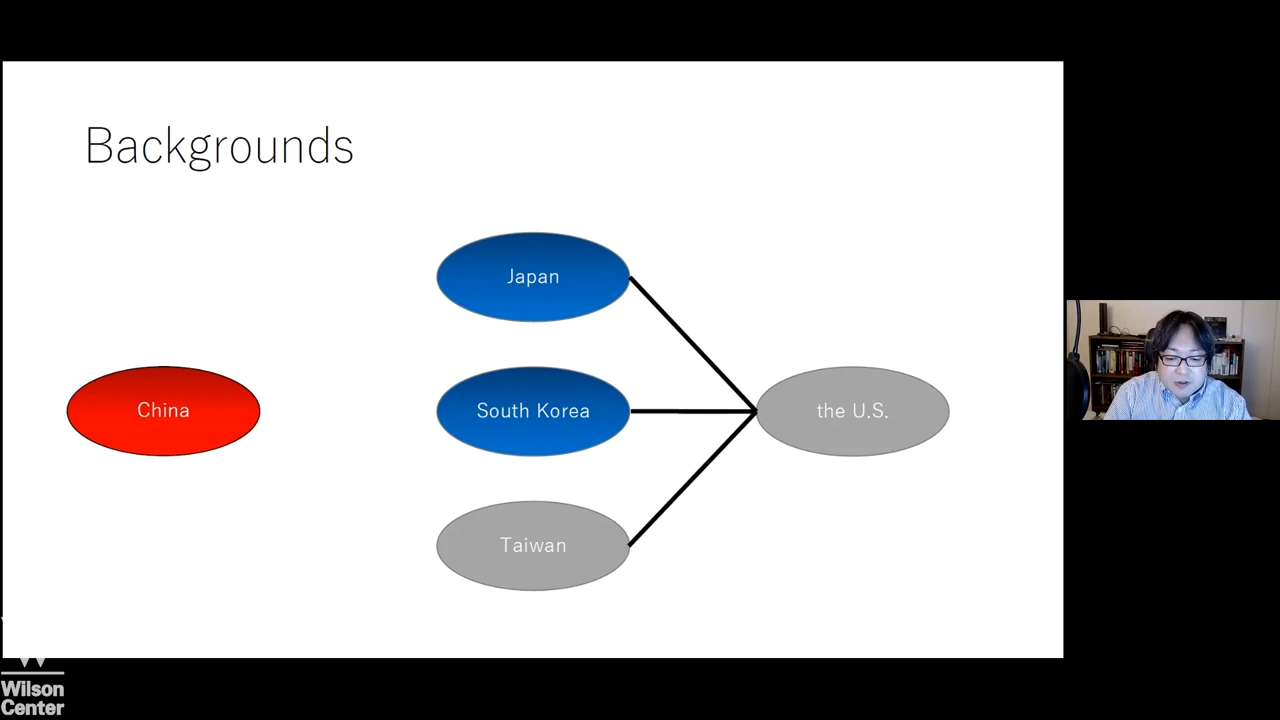 Backgrounds
Japan
China
South Korea
the U.S.
Taiwan
Wilson
Center